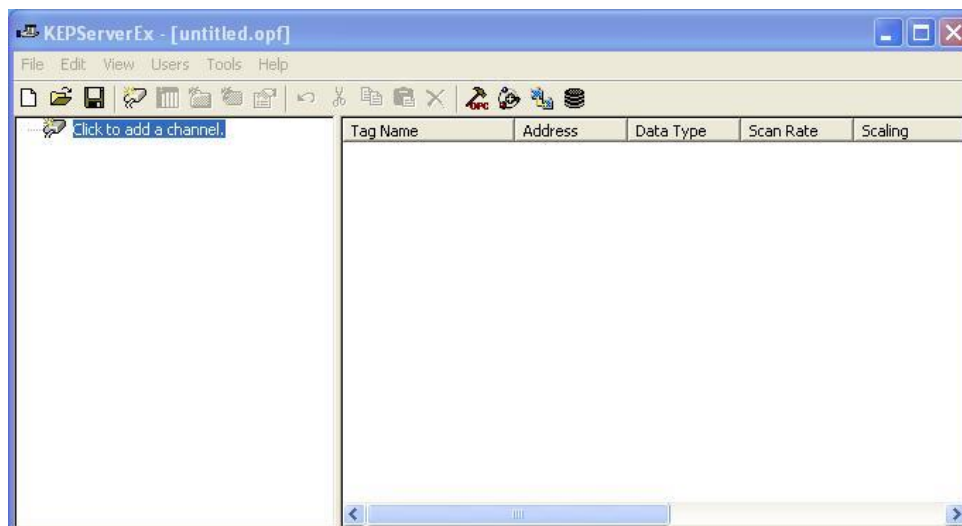 KEPServerEx - [untitled.opf]
File Edit View Users Tools Help
OPC
Click to add a channel.
Tag Name Address Data Type Scan Rate Scaling